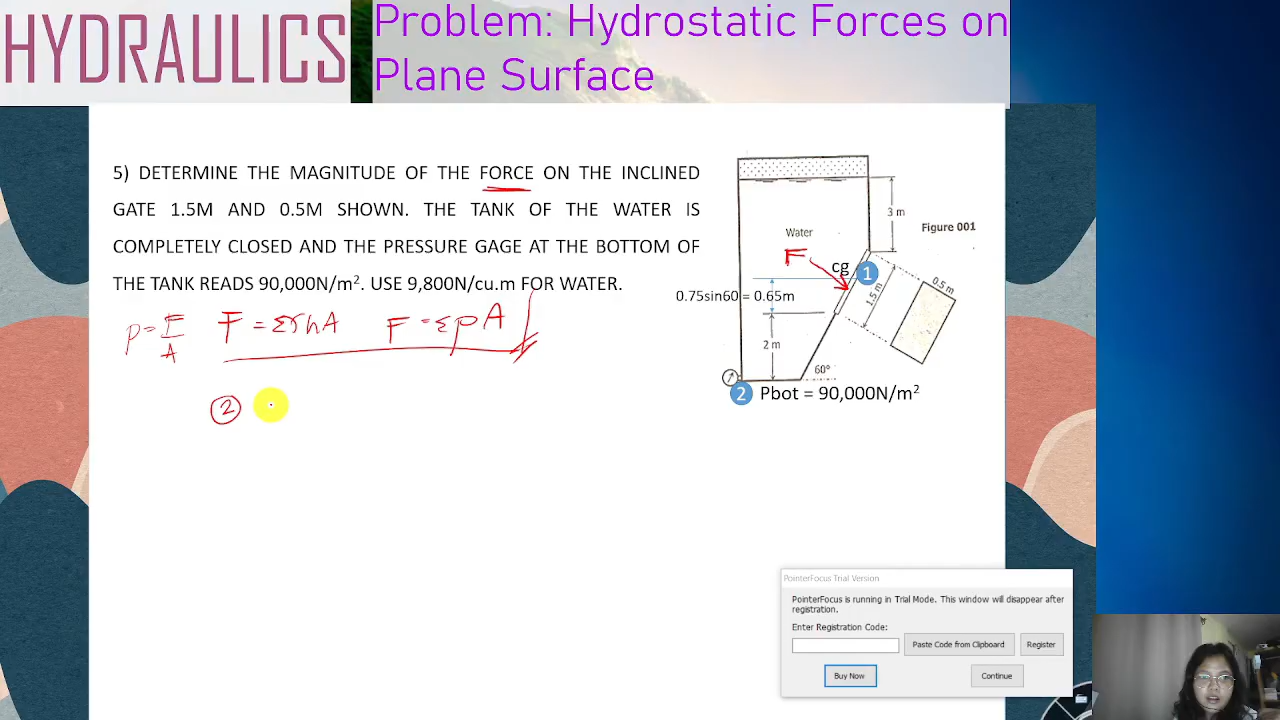 HYDRAULICS
Problem: Hydrostatic Forces on
Plane Surface
5) DETERMINE THE MAGNITUDE OF THE FORCE ON THE INCLINED
GATE 1.5M AND 0.5M SHOWN. THE TANK OF THE WATER IS
COMPLETELY CLOSED AND THE PRESSURE GAGE AT THE BOTTOM OF
THE TANK READS 90,000N/m². USE 9,800N/cu.m FOR WATER.
p = F/A F = ΣγhA F = ΣpA
2
3 m
Water
Figure 001
F
cg 1
0.75sin60 = 0.65m
1.5 m
0.5 m
2 m
60°
2 Pbot = 90,000N/m²
PointerFocus Trial Version
PointerFocus is running in Trial Mode. This window will disappear after
registration.
Enter Registration Code:
Paste Code from Clipboard Register
Buy Now Continue